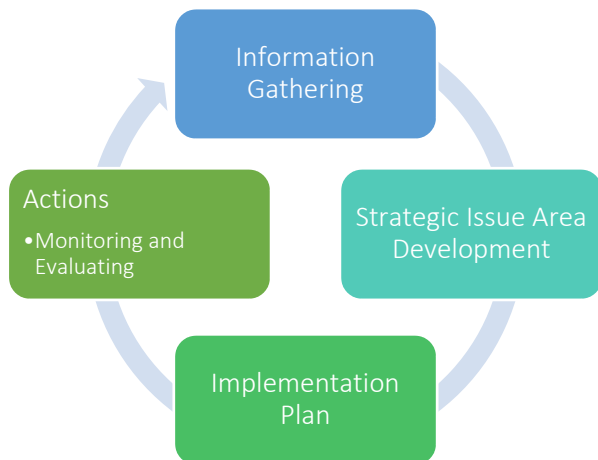 Information
Gathering
Strategic Issue Area
Development
Implementation
Plan
Actions
•Monitoring and
Evaluating